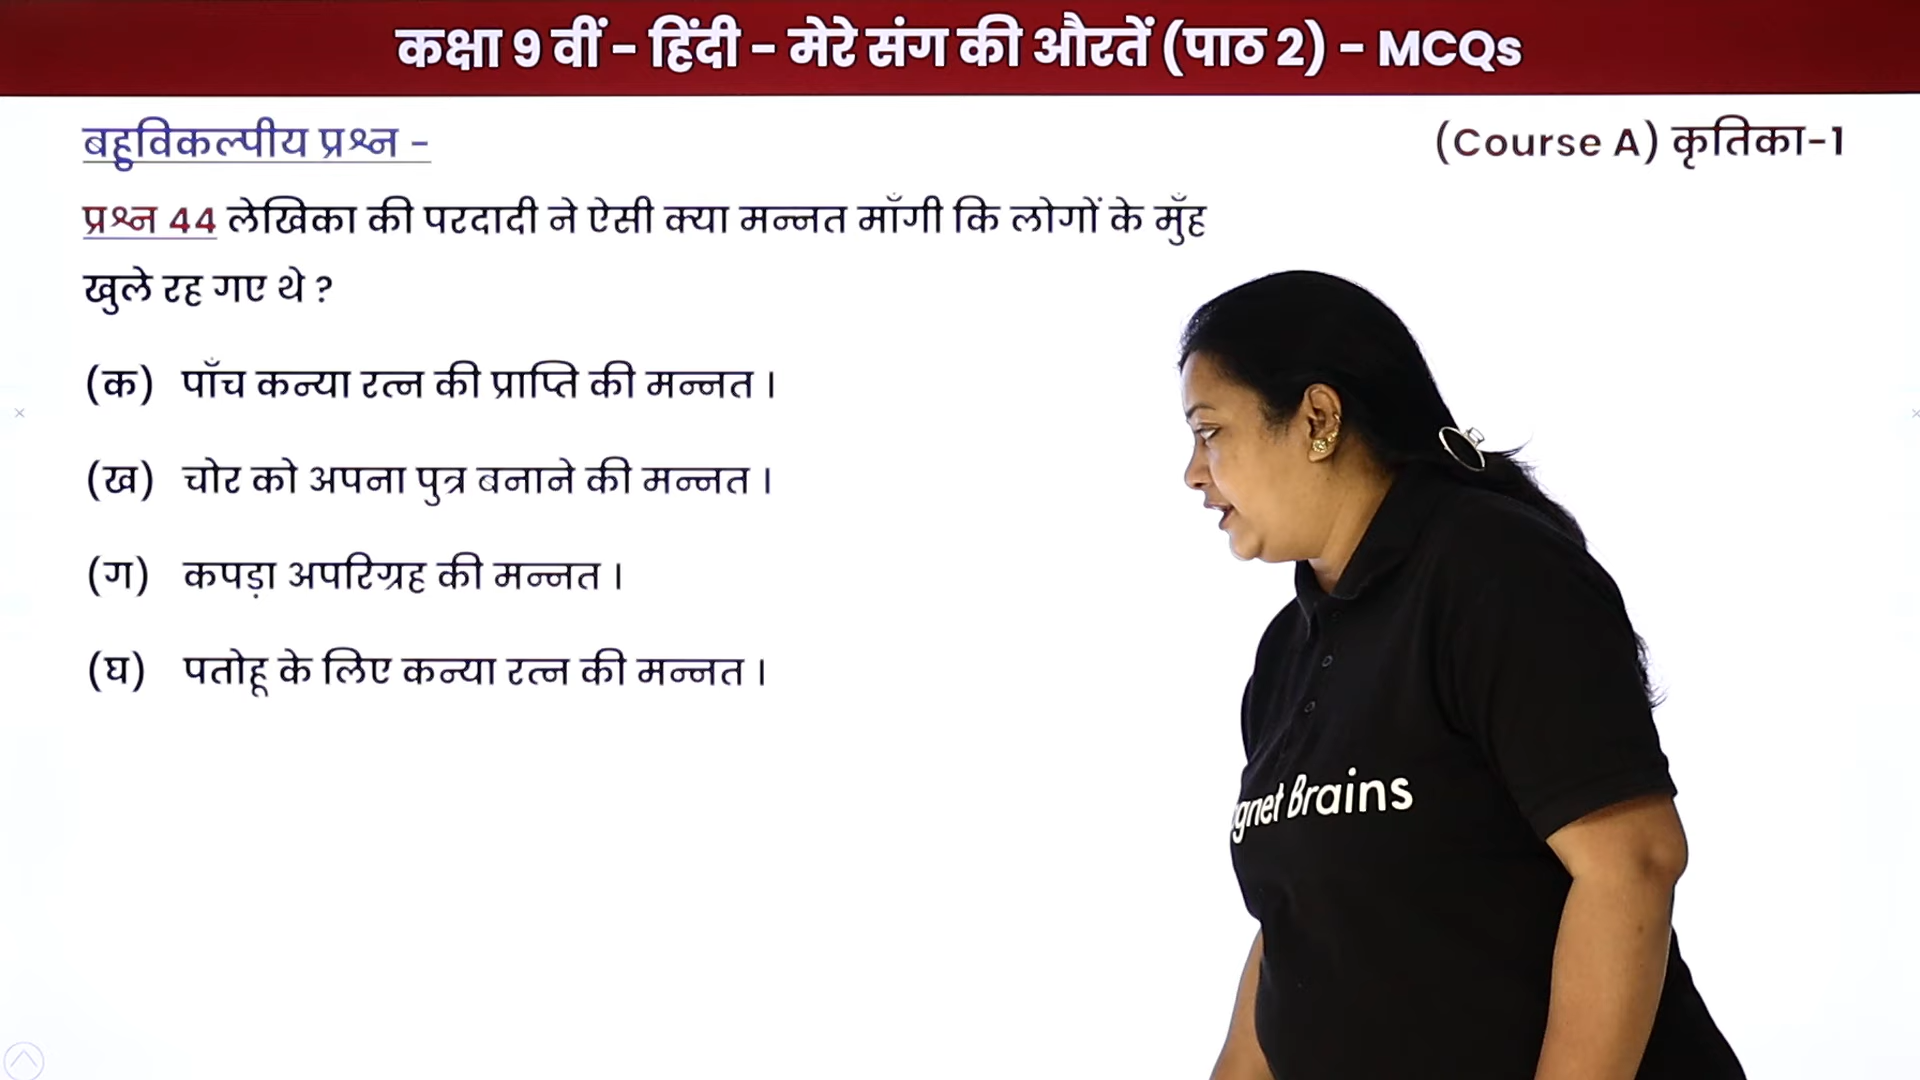 कक्षा 9 वीं – हिंदी – मेरे संग की औरतें (पाठ 2) – MCQs
बहुविकल्पीय प्रश्न –
(Course A) कृतिका-1
प्रश्न 44 लेखिका की परदादी ने ऐसी क्या मन्नत माँगी कि लोगों के मुँह
खुले रह गए थे ?
(क) पाँच कन्या रत्न की प्राप्ति की मन्नत ।
(ख) चोर को अपना पुत्र बनाने की मन्नत ।
(ग) कपड़ा अपरिग्रह की मन्नत ।
(घ) पतोहू के लिए कन्या रत्न की मन्नत ।
gnet Brains